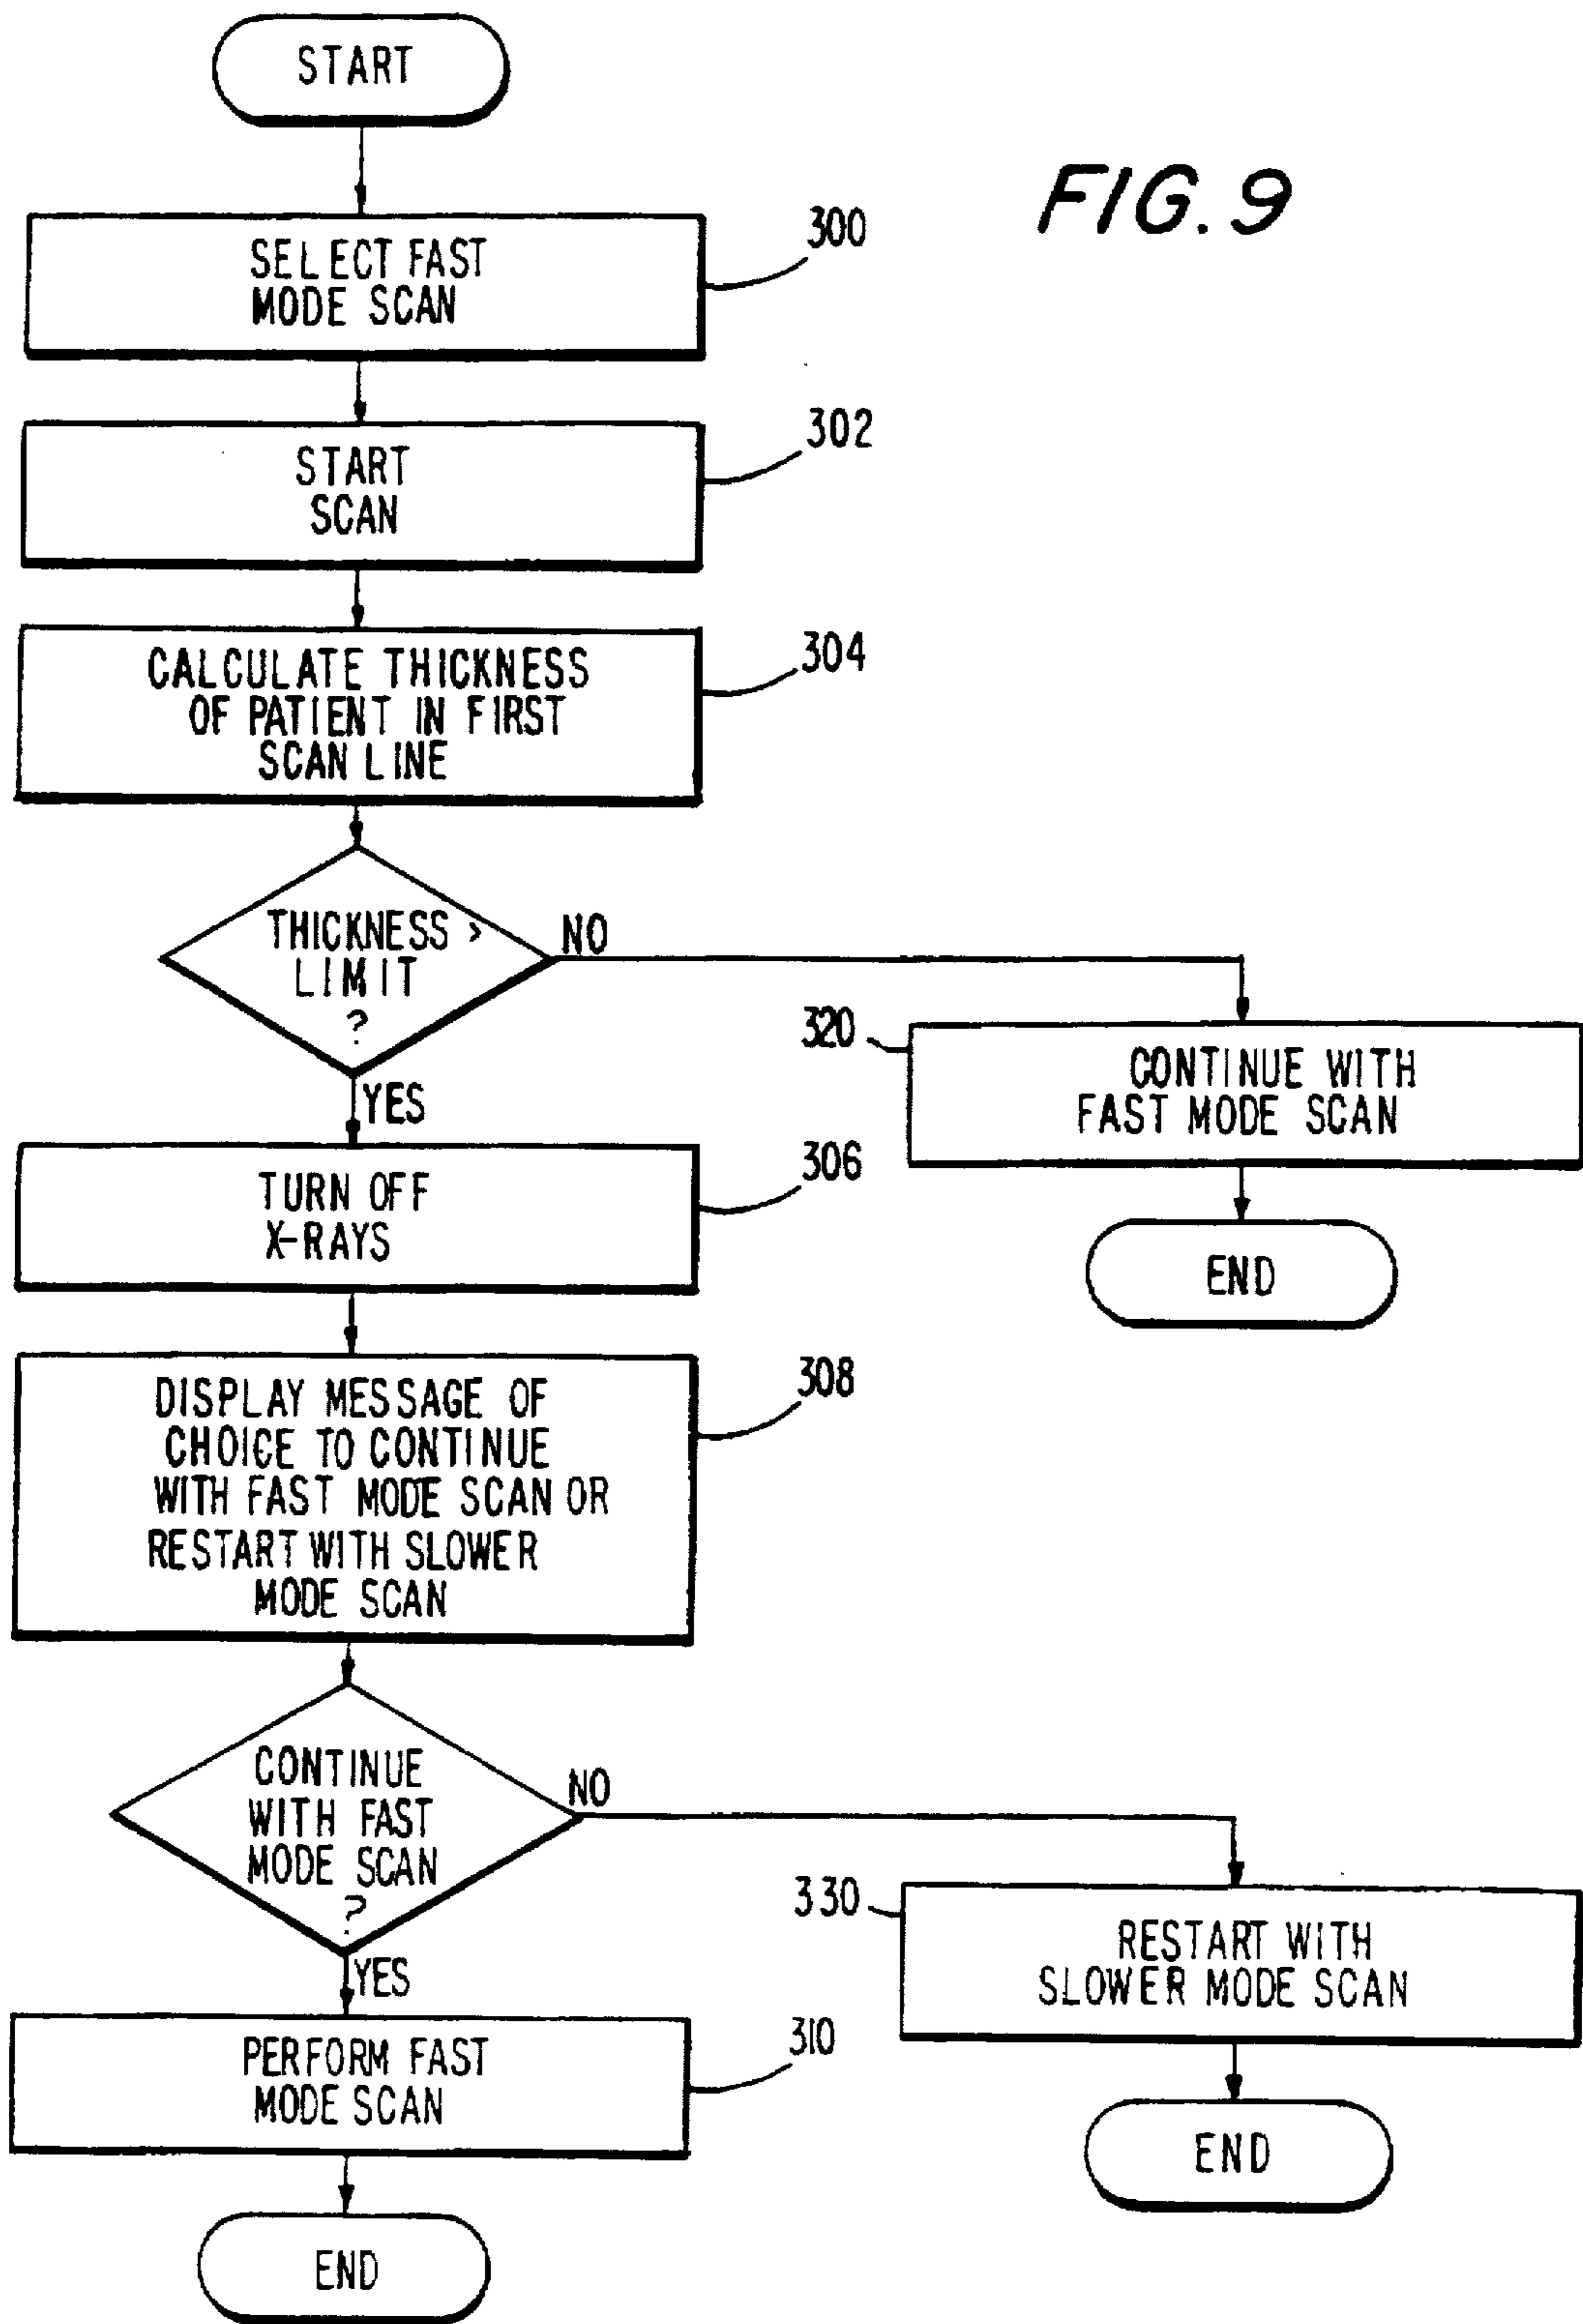 START
FIG. 9
300
SELECT FAST
MODE SCAN
302
START
SCAN
304
CALCULATE THICKNESS
OF PATIENT IN FIRST
SCAN LINE
THICKNESS >
LIMIT
?
NO
YES
320
CONTINUE WITH
FAST MODE SCAN
END
306
TURN OFF
X-RAYS
308
DISPLAY MESSAGE OF
CHOICE TO CONTINUE
WITH FAST MODE SCAN OR
RESTART WITH SLOWER
MODE SCAN
CONTINUE
WITH FAST
MODE SCAN
?
NO
YES
330
RESTART WITH
SLOWER MODE SCAN
END
310
PERFORM FAST
MODE SCAN
END